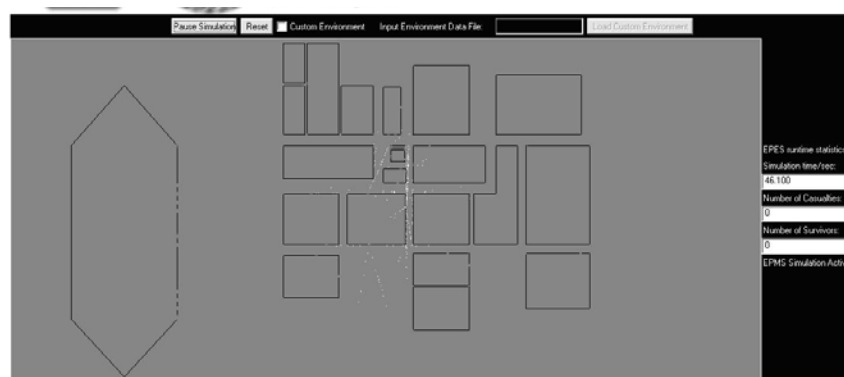 Pause Simulation Reset Custom Environment Input Environment Data File: Load Custom Environment
EPES runtime statistics
Simulation time/sec:
46.100
Number of Casualties:
0
Number of Survivors:
0
EPMS Simulation Activ